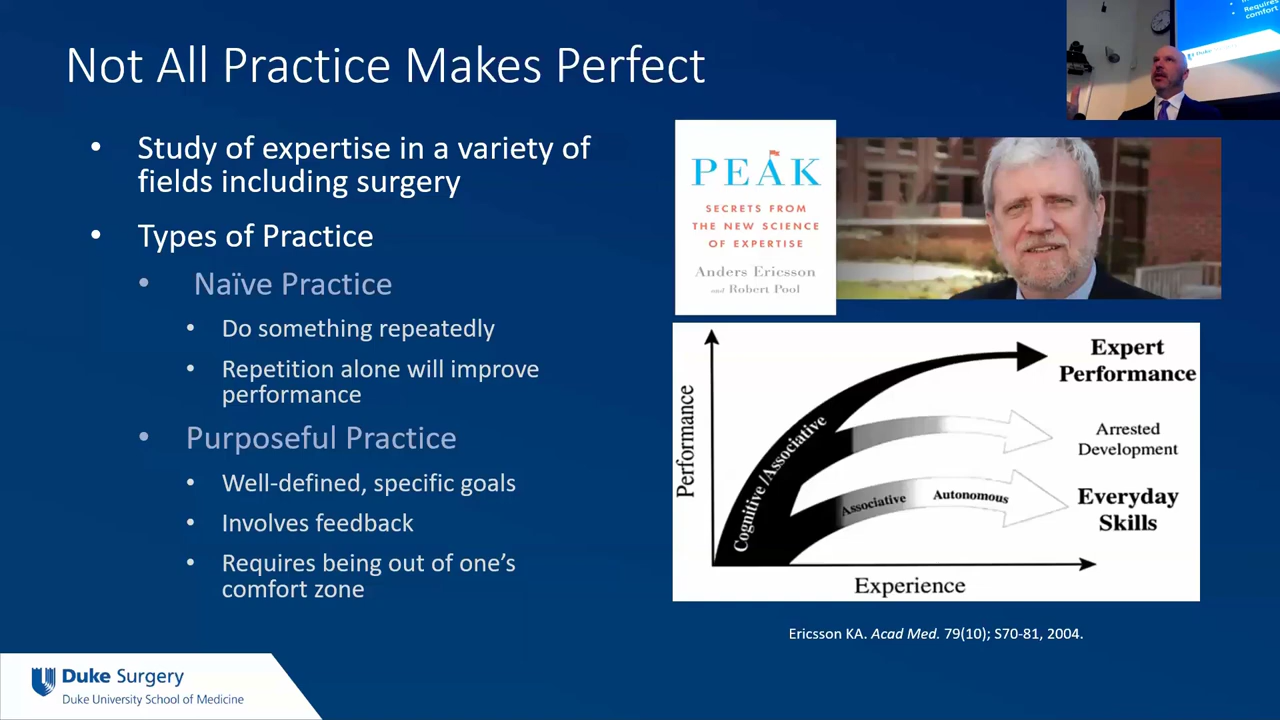 Not All Practice Makes Perfect
• Study of expertise in a variety of
fields including surgery
• Types of Practice
• Naïve Practice
• Do something repeatedly
• Repetition alone will improve
performance
• Purposeful Practice
• Well-defined, specific goals
• Involves feedback
• Requires being out of one's
comfort zone
Requires
comfort
PEAK
SECRETS FROM
THE NEW SCIENCE
OF EXPERTISE
Anders Ericsson
and Robert Pool
Performance
Cognitive/Associative
Associative
Autonomous
Expert
Performance
Arrested
Development
Everyday
Skills
Experience
Ericsson KA. Acad Med. 79(10); S70-81, 2004.
Duke Surgery
Duke University School of Medicine